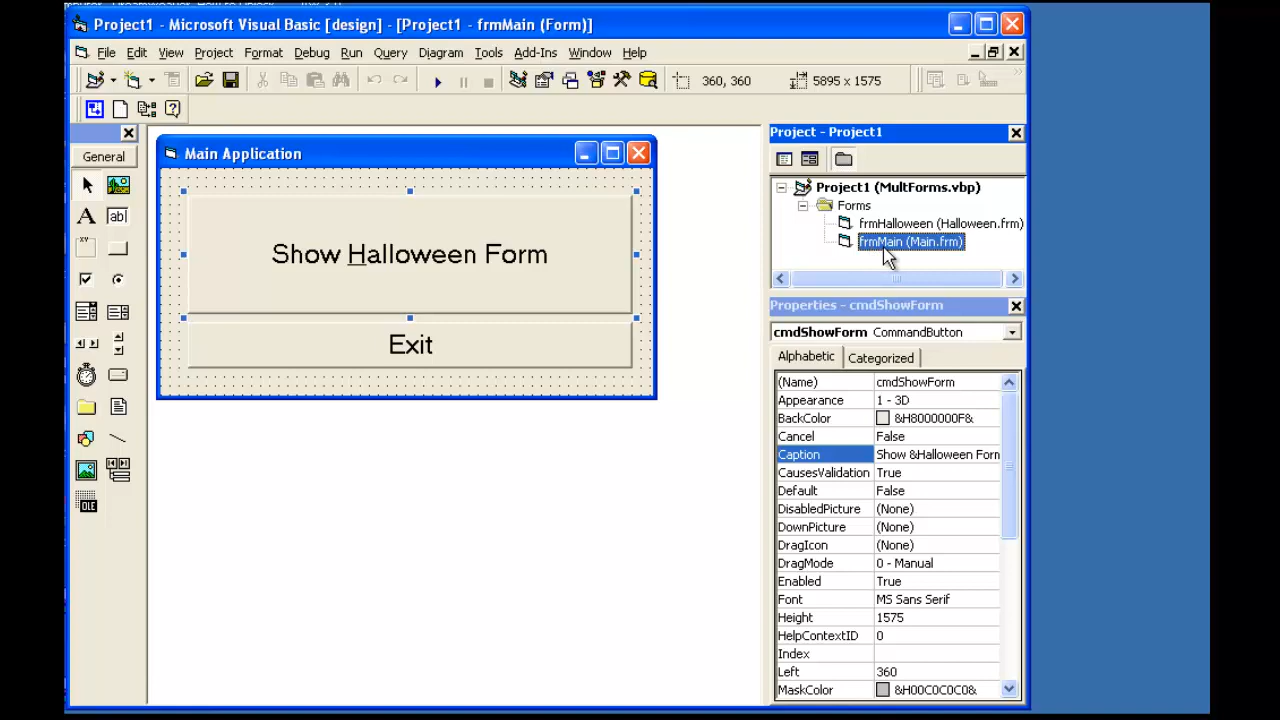 Project1 - Microsoft Visual Basic [design] - [Project1 - frmMain (Form)]
File Edit View Project Format Debug Run Query Diagram Tools Add-Ins Window Help
360, 360 5895 x 1575
General
A ab|
XY
OLE
Main Application
Show Halloween Form
Exit
Project - Project1
Project1 (MultForms.vbp)
Forms
frmHalloween (Halloween.frm)
frmMain (Main.frm)
Properties - cmdShowForm
cmdShowForm CommandButton
Alphabetic Categorized
(Name) cmdShowForm
Appearance 1 - 3D
BackColor &H8000000F&
Cancel False
Caption Show &Halloween Form
CausesValidation True
Default False
DisabledPicture (None)
DownPicture (None)
DragIcon (None)
DragMode 0 - Manual
Enabled True
Font MS Sans Serif
Height 1575
HelpContextID 0
Index
Left 360
MaskColor &H00C0C0C0&